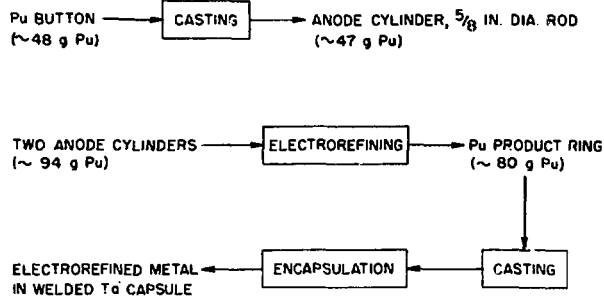 Pu BUTTON
(~48 g Pu)
CASTING
ANODE CYLINDER, 5/8 IN. DIA. ROD
(~47 g Pu)
TWO ANODE CYLINDERS
(~ 94 g Pu)
ELECTROREFINING
Pu PRODUCT RING
(~ 80 g Pu)
ELECTROREFINED METAL
IN WELDED Ta CAPSULE
ENCAPSULATION
CASTING